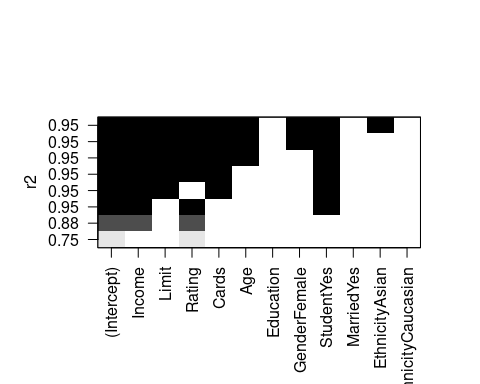 r2
0.95
0.95
0.95
0.95
0.95
0.95
0.88
0.75
(Intercept)
Income
Limit
Rating
Cards
Age
Education
GenderFemale
StudentYes
MarriedYes
EthnicityAsian
nicityCaucasian